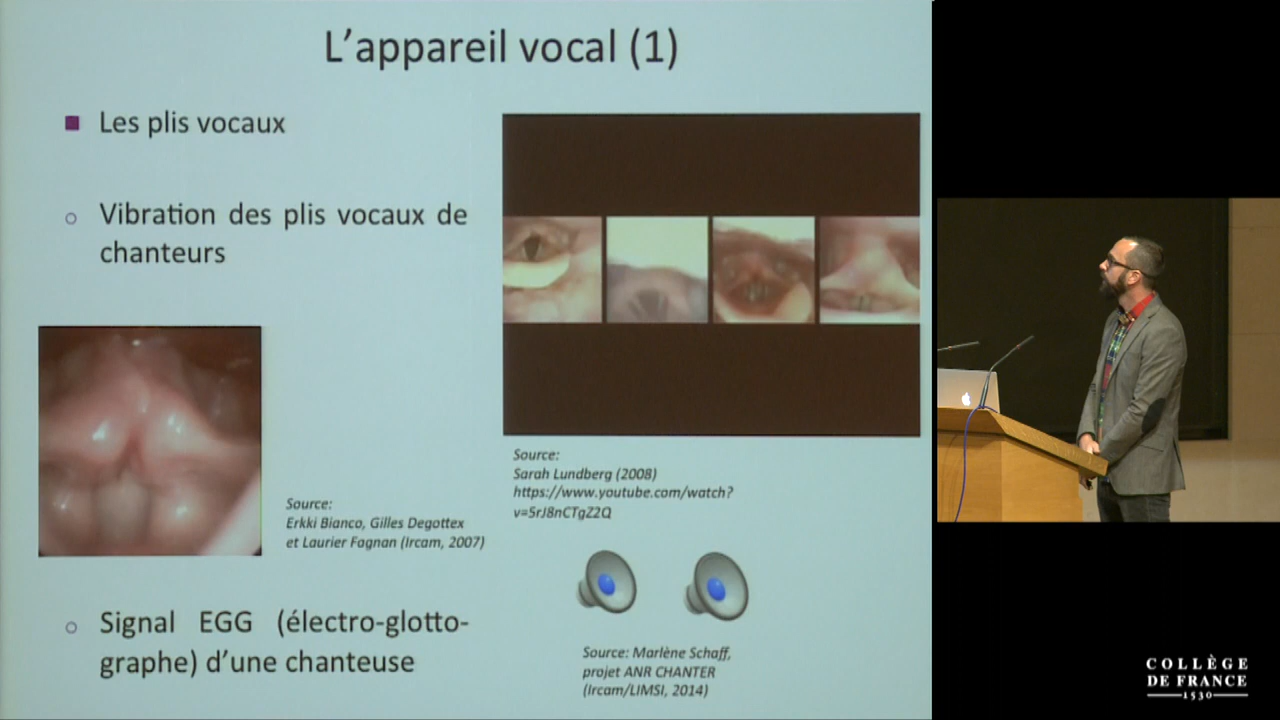 L'appareil vocal (1)
Les plis vocaux
Vibration des plis vocaux de
chanteurs
Source:
Erkki Bianco, Gilles Degottex
et Laurier Fagnan (Ircam, 2007)
Source:
Sarah Lundberg (2008)
https://www.youtube.com/watch?
v=5rJ8nCTgZ2Q
Signal EGG (électro-glotto-
graphe) d'une chanteuse
Source: Marlène Schaff,
projet ANR CHANTER
(Ircam/LIMSI, 2014)
COLLÈGE
DE FRANCE
1530